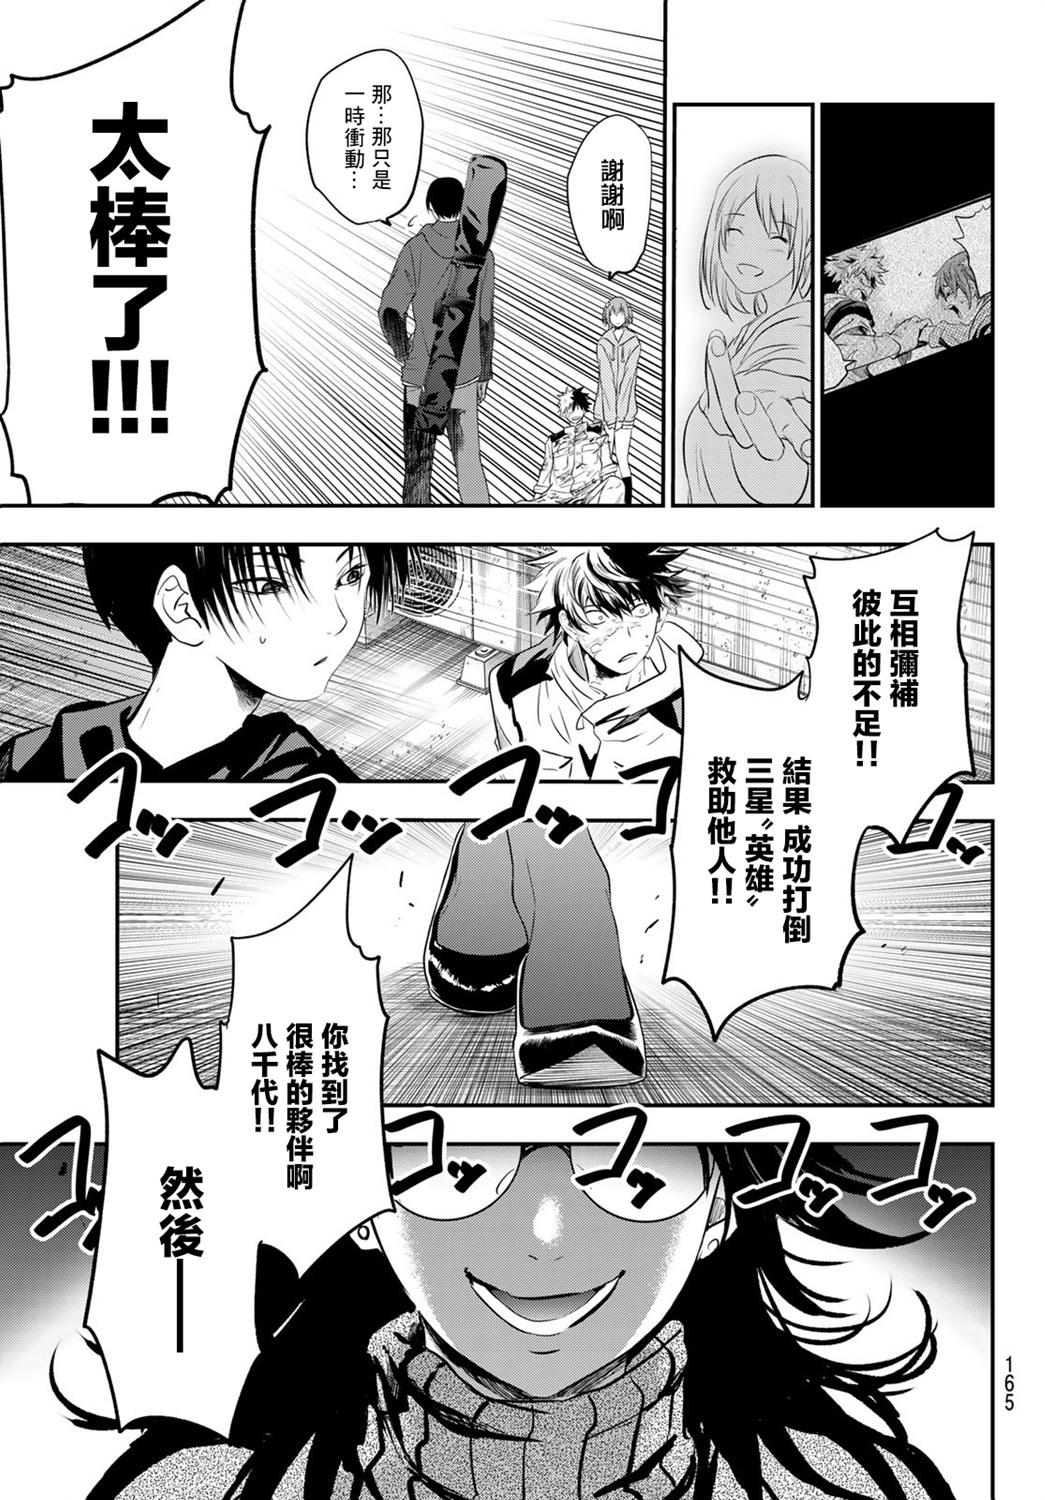 謝謝啊
那…那只是
一時衝動…
太棒了!!!
互相彌補
彼此的不足!!
結果 成功打倒
三星〝英雄〞
救助他人!!
コッ
コッ
コッ
コッ
コッ
你找到了
很棒的夥伴啊
八千代!!
然後──
コッ
コッ
コッ
コッ
コッ
165